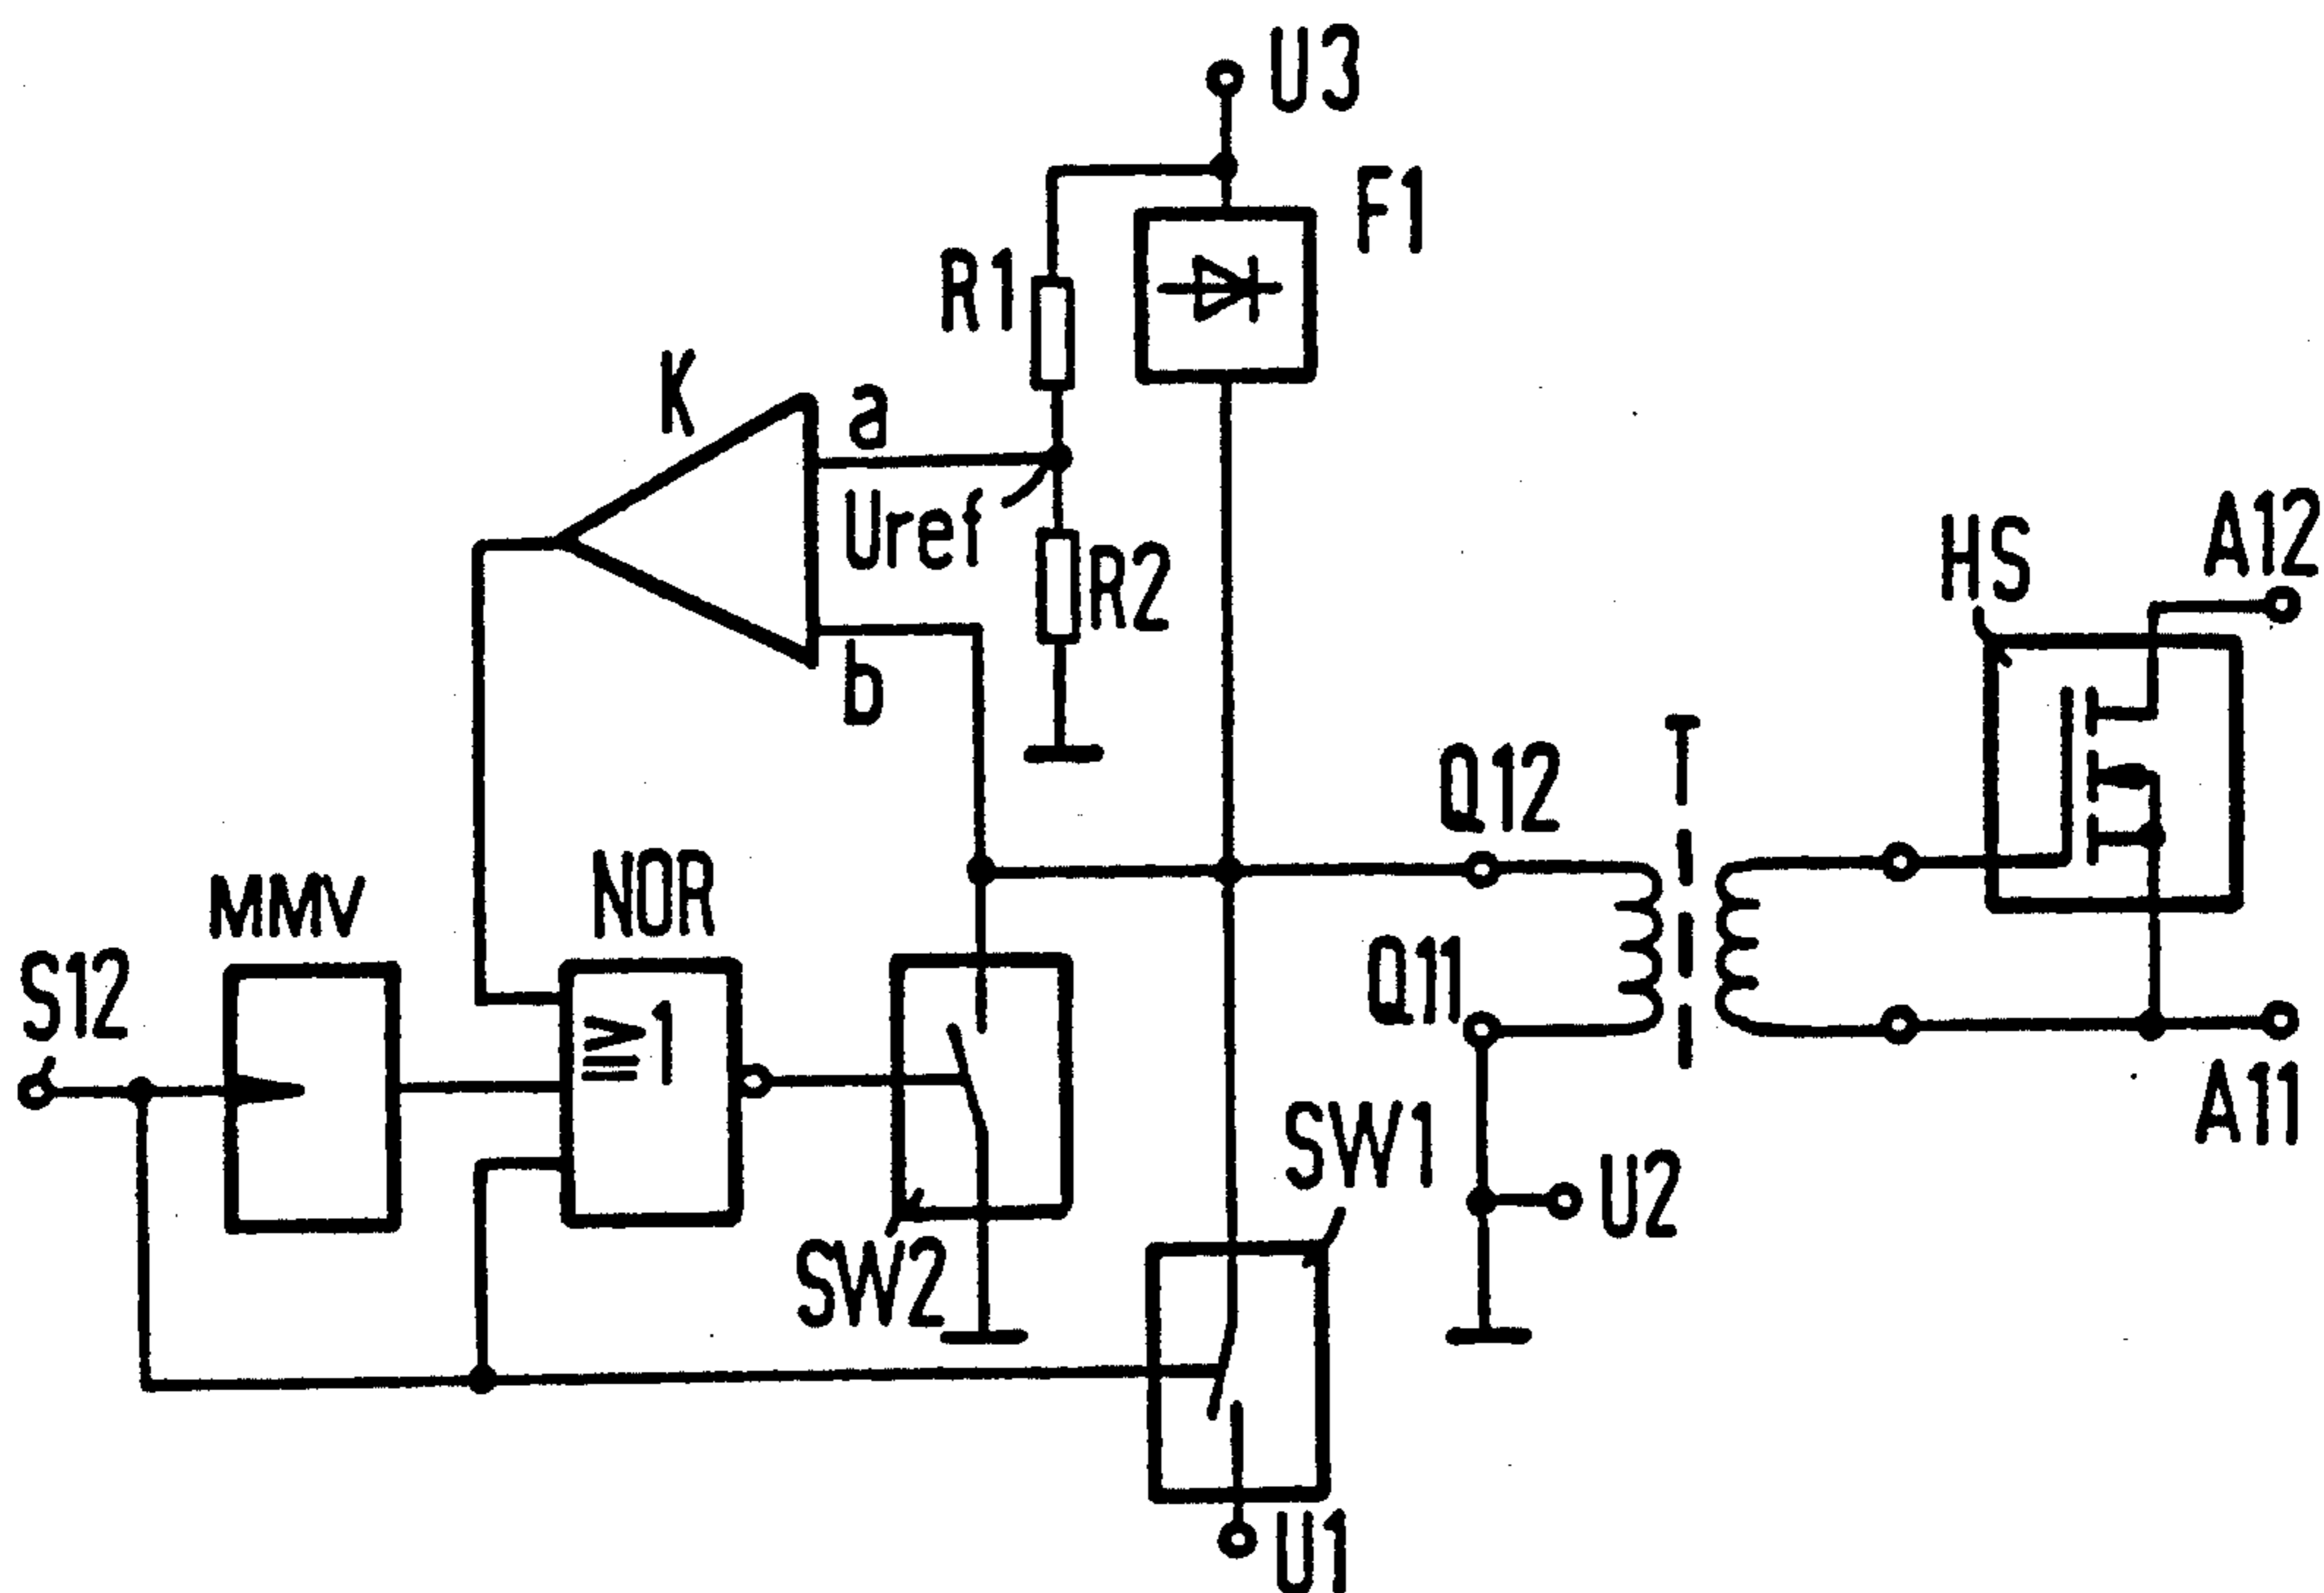 U3
F1
R1
K
a
Uref
R2
b
HS
A12
T
Q12
MMV
NOR
S12
≥1
Q11
SW1
A11
U2
SW2
U1